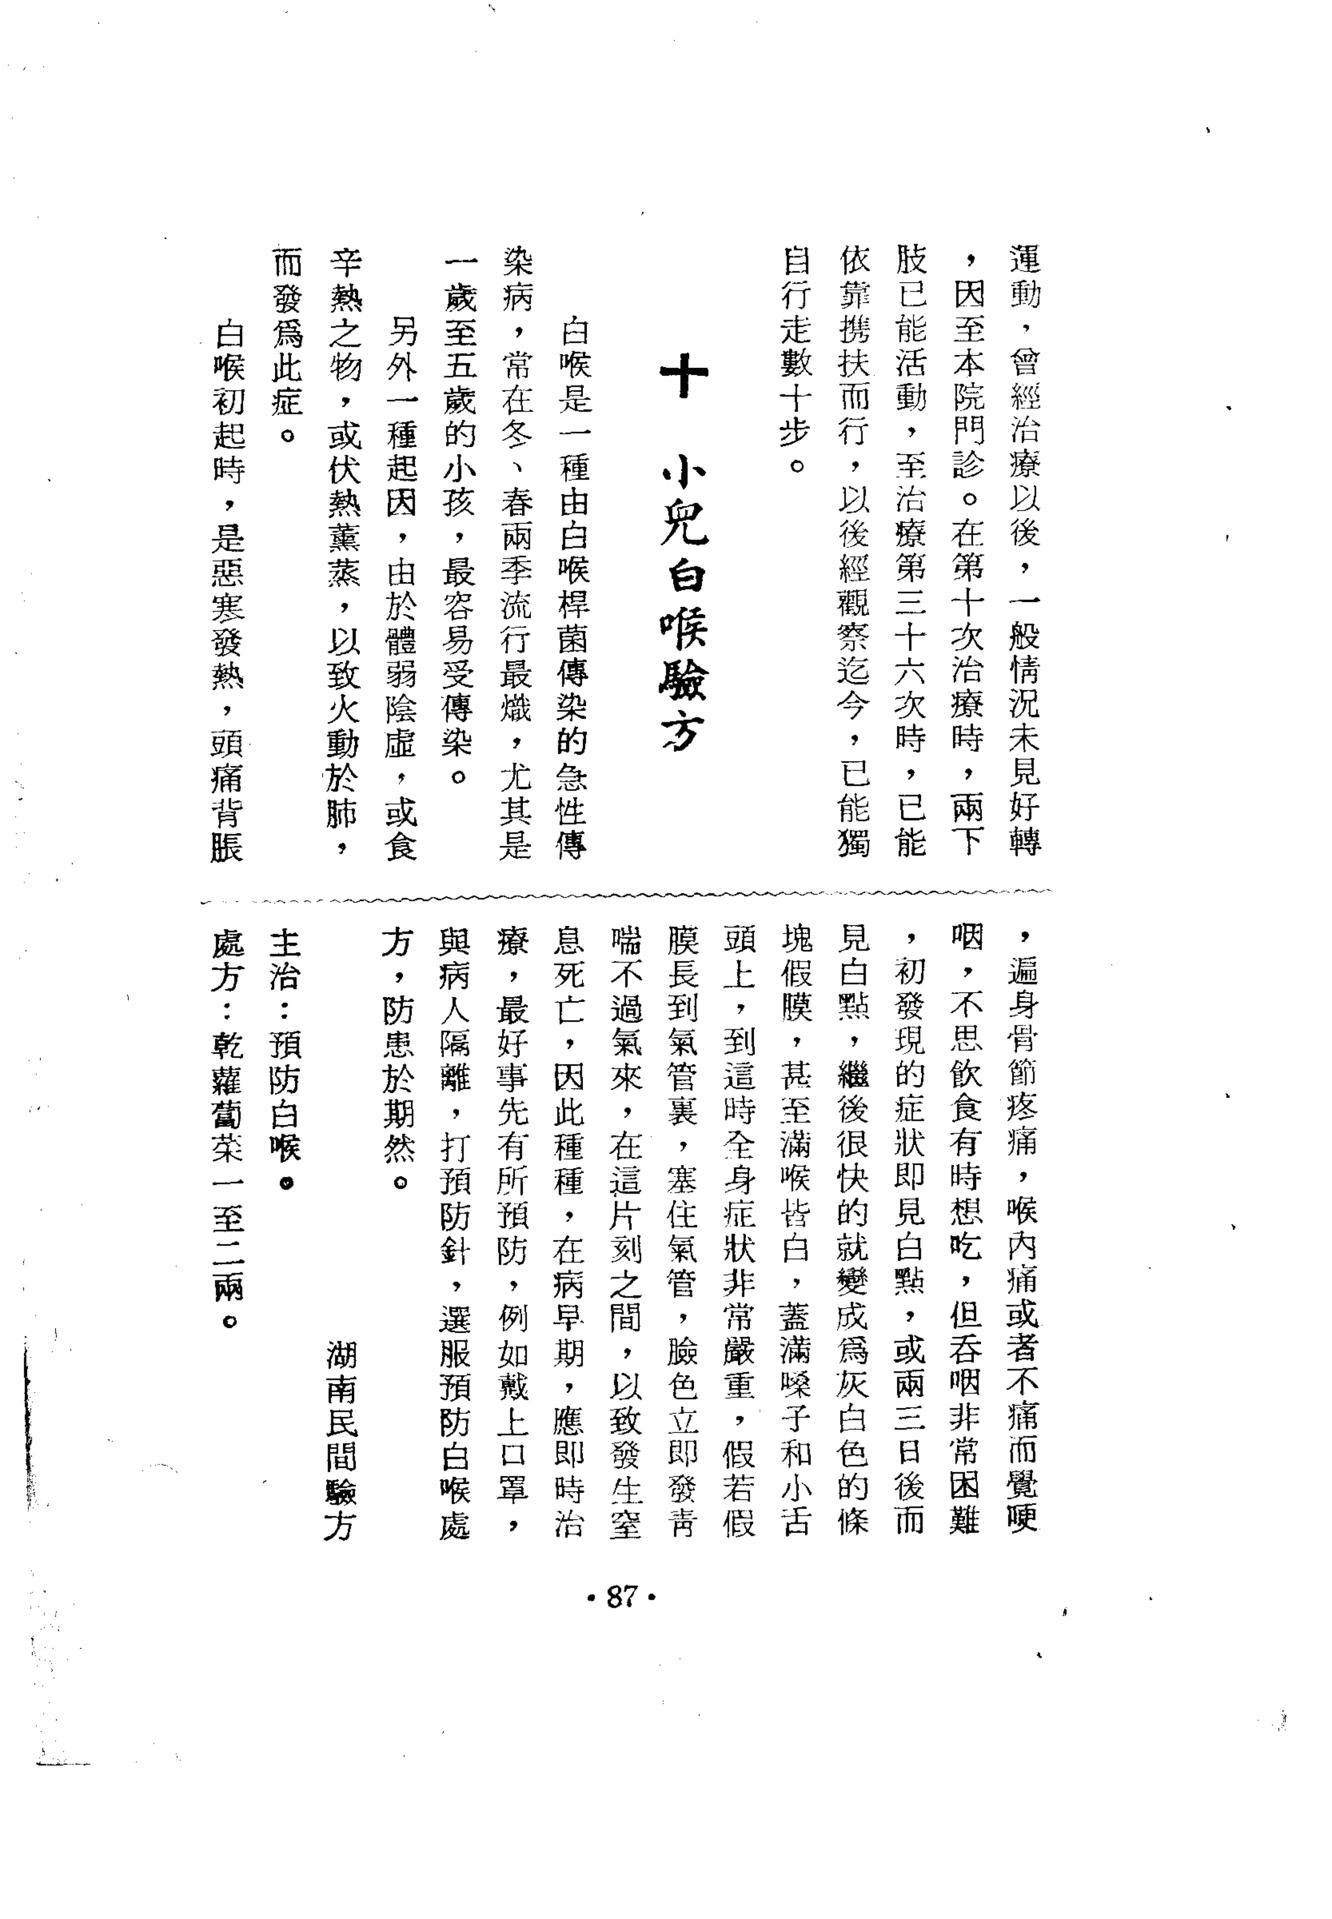 運動，曾經治療以後，一般情況未見好轉
，因至本院門診。在第十次治療時，兩下
肢已能活動，至治療第三十六次時，已能
依靠携扶而行，以後經觀察迄今，已能獨
自行走數十步。
十　小兒白喉驗方
白喉是一種由白喉桿菌傳染的急性傳
染病，常在冬、春兩季流行最熾，尤其是
一歲至五歲的小孩，最容易受傳染。
另外一種起因，由於體弱陰虛，或食
辛熱之物，或伏熱薰蒸，以致火動於肺，
而發爲此症。
白喉初起時，是惡寒發熱，頭痛背脹
，遍身骨節疼痛，喉內痛或者不痛而覺哽
咽，不思飲食有時想吃，但吞咽非常困難
，初發現的症狀即見白點，或兩三日後而
見白點，繼後很快的就變成爲灰白色的條
塊假膜，甚至滿喉皆白，蓋滿嗓子和小舌
頭上，到這時全身症狀非常嚴重，假若假
膜長到氣管裏，塞住氣管，臉色立即發靑
喘不過氣來，在這片刻之間，以致發生窒
息死亡，因此種種，在病早期，應即時治
療，最好事先有所預防，例如戴上口罩，
與病人隔離，打預防針，選服預防白喉處
方，防患於期然。
湖南民間驗方
主治：預防白喉。
處方：乾蘿蔔菜一至二兩。
·87·